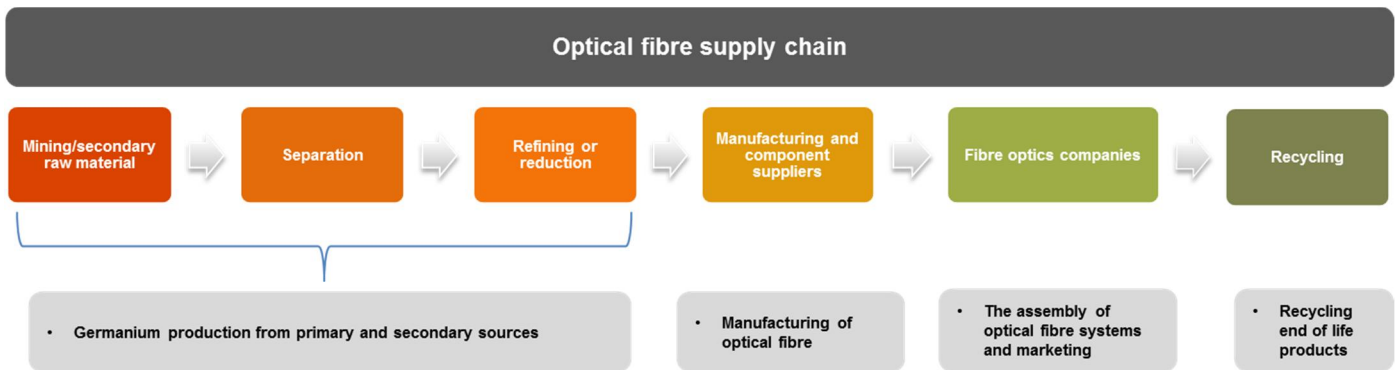 Optical fibre supply chain
Mining/secondary
raw material
Separation
Refining or
reduction
Manufacturing and
component
suppliers
Fibre optics companies
Recycling
• Germanium production from primary and secondary sources
• Manufacturing of
optical fibre
• The assembly of
optical fibre systems
and marketing
• Recycling
end of life
products